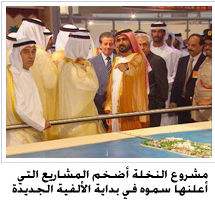 مشروع النخلة أضخم المشاريع التي
أعلنها سموه في بداية الألفية الجديدة